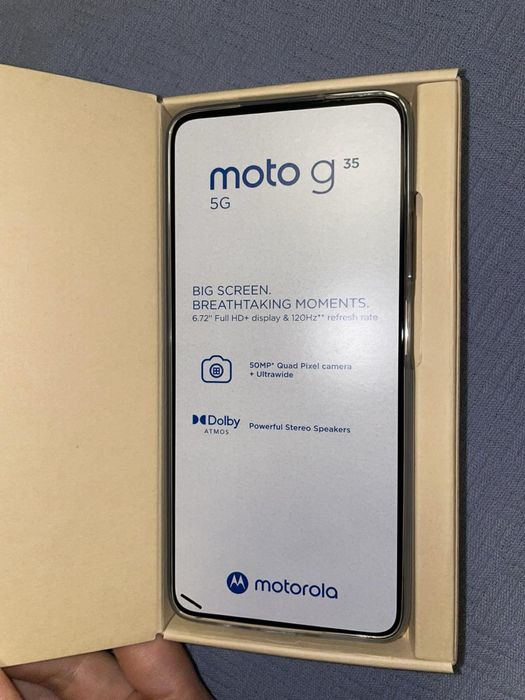 moto g 35
5G
BIG SCREEN.
BREATHTAKING MOMENTS.
6.72" Full HD+ display & 120Hz** refresh rate
50MP* Quad Pixel camera
+ Ultrawide
Dolby
ATMOS
Powerful Stereo Speakers
motorola